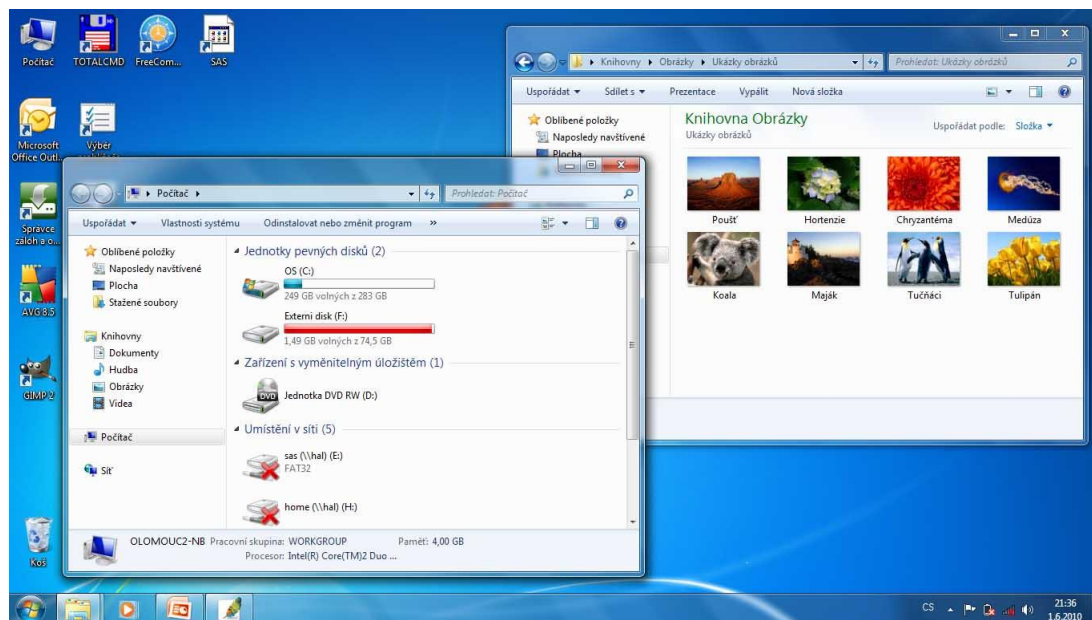 Počítač
TOTALCMD
FreeCom...
SAS
Microsoft
Office Outl...
Výběr
Správce
záloh a o...
AVG 8.5
GIMP 2
Koš
Knihovny
Obrázky
Ukázky obrázků
Prohledat: Ukázky obrázků
Uspořádat
Sdílet s
Prezentace
Vypálit
Nová složka
Oblíbené položky
Naposledy navštívené
Plocha
Knihovna Obrázky
Ukázky obrázků
Uspořádat podle: Složka
Poušť
Hortenzie
Chryzantéma
Medúza
Koala
Maják
Tučňáci
Tulipán
Počítač
Prohledat: Počítač
Uspořádat
Vlastnosti systému
Odinstalovat nebo změnit program
»
Oblíbené položky
Naposledy navštívené
Plocha
Stažené soubory
Knihovny
Dokumenty
Hudba
Obrázky
Videa
Počítač
Síť
Jednotky pevných disků (2)
OS (C:)
249 GB volných z 283 GB
Externi disk (F:)
1,49 GB volných z 74,5 GB
Zařízení s vyměnitelným úložištěm (1)
DVD
Jednotka DVD RW (D:)
Umístění v síti (5)
sas (\\hal) (E:)
FAT32
home (\\hal) (H:)
OLOMOUC2-NB Pracovní skupina: WORKGROUP Paměť: 4,00 GB
Procesor: Intel(R) Core(TM)2 Duo ...
CS
21:36
1.6.2010